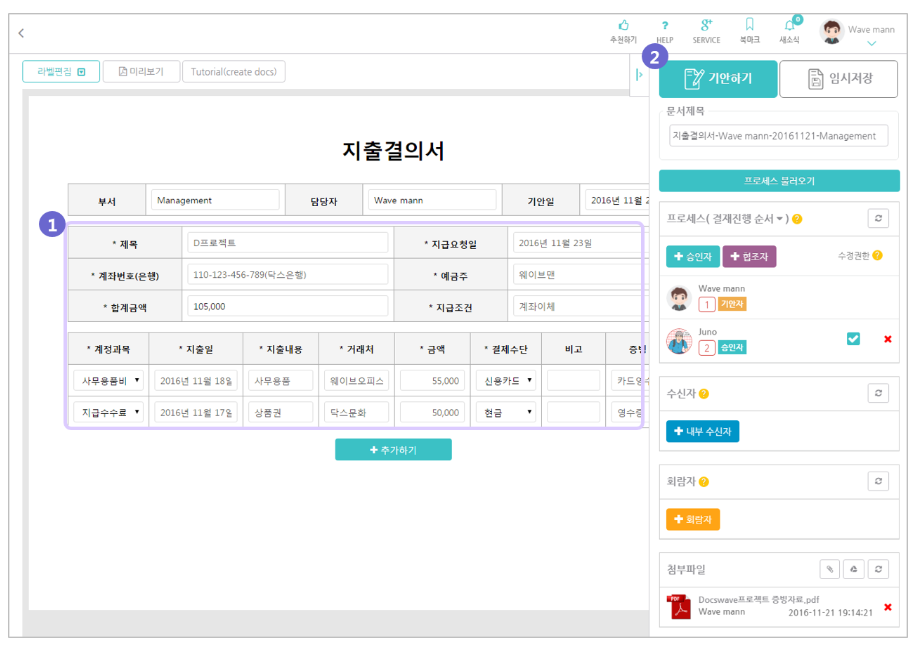 추천하기 HELP SERVICE 북마크 새소식 0 Wave mann
라벨편집 미리보기 Tutorial(create docs)
2
기안하기 임시저장
문서제목
지출결의서-Wave mann-20161121-Management
프로세스 불러오기
지출결의서
부서 Management 담당자 Wave mann 기안일 2016년 11월 2
1
* 제목 D프로젝트 * 지급요청일 2016년 11월 23일
* 계좌번호(은행) 110-123-456-789(닥스은행) * 예금주 웨이브맨
* 합계금액 105,000 * 지급조건 계좌이체
* 계정과목 * 지출일 * 지출내용 * 거래처 * 금액 * 결제수단 비고 증빙
사무용품비 2016년 11월 18일 사무용품 웨이브오피스 55,000 신용카드 카드영수
지급수수료 2016년 11월 17일 상품권 닥스문화 50,000 현금 영수증
+ 추가하기
프로세스( 결재진행 순서 ) ?
+ 승인자 + 협조자 수정권한 ?
Wave mann
1 기안자
Juno
2 승인자
수신자 ?
+ 내부 수신자
회람자 ?
+ 회람자
첨부파일
PDF Docswave프로젝트 증빙자료.pdf
Wave mann 2016-11-21 19:14:21